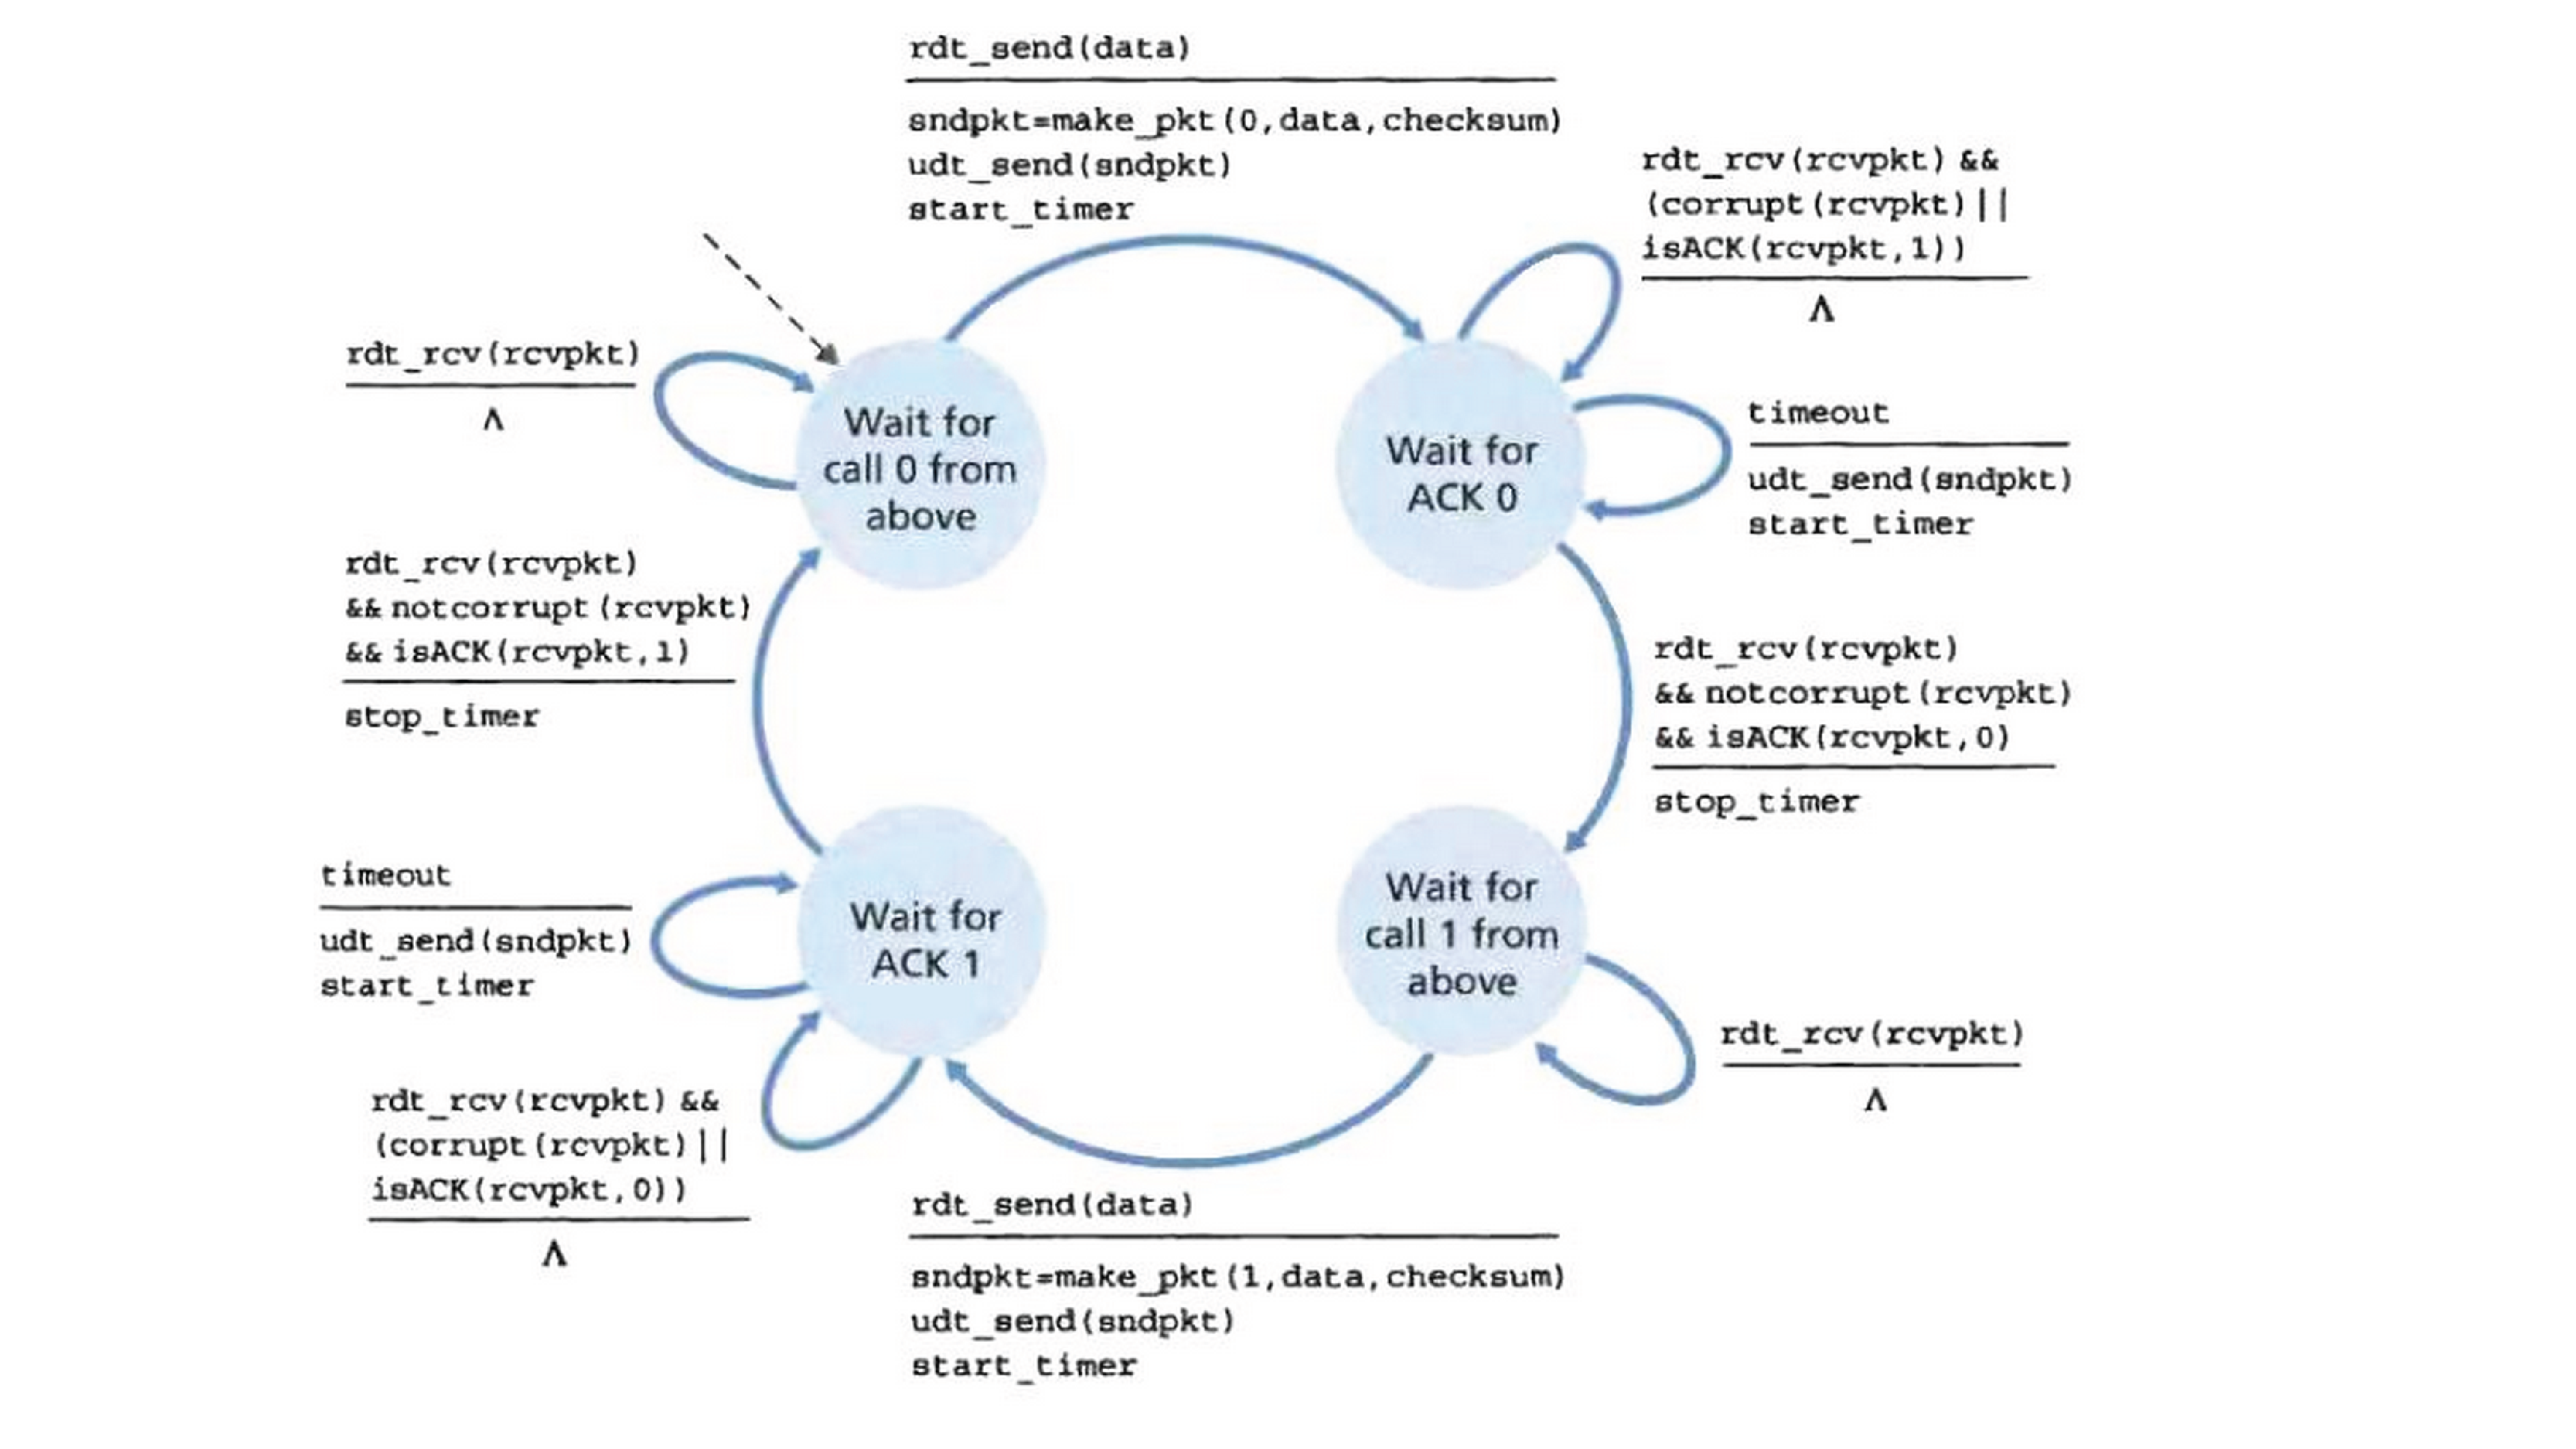 rdt_send(data)
sndpkt=make_pkt(0,data,checksum)
udt_send(sndpkt)
start_timer
rdt_rcv(rcvpkt) &&
(corrupt(rcvpkt)||
isACK(rcvpkt,1))
Λ
rdt_rcv(rcvpkt)
Λ
Wait for
call 0 from
above
Wait for
ACK 0
timeout
udt_send(sndpkt)
start_timer
rdt_rcv(rcvpkt)
&& notcorrupt(rcvpkt)
&& isACK(rcvpkt,1)
stop_timer
rdt_rcv(rcvpkt)
&& notcorrupt(rcvpkt)
&& isACK(rcvpkt,0)
stop_timer
timeout
udt_send(sndpkt)
start_timer
Wait for
ACK 1
Wait for
call 1 from
above
rdt_rcv(rcvpkt)
Λ
rdt_rcv(rcvpkt) &&
(corrupt(rcvpkt)||
isACK(rcvpkt,0))
Λ
rdt_send(data)
sndpkt=make_pkt(1,data,checksum)
udt_send(sndpkt)
start_timer